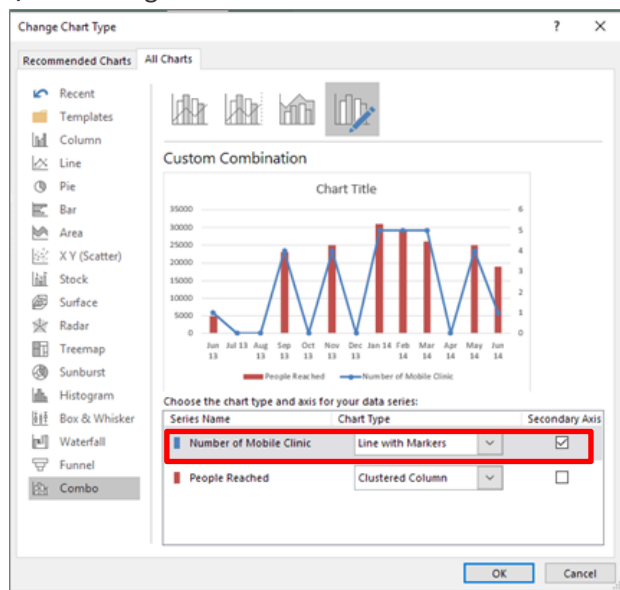 Change Chart Type ? ×
Recommended Charts All Charts
Recent
Templates
Column
Line
Pie
Bar
Area
X Y (Scatter)
Stock
Surface
Radar
Treemap
Sunburst
Histogram
Box & Whisker
Waterfall
Funnel
Combo
Custom Combination
Chart Title
35000
30000
25000
20000
15000
10000
5000
0
6
5
4
3
2
1
0
Jun Jul 13 Aug Sep Oct Nov Dec Jan 14 Feb Mar Apr May Jun
13 13 13 13 13 13 14 14 14 14 14
People Reached Number of Mobile Clinic
Choose the chart type and axis for your data series:
Series Name Chart Type Secondary Axis
Number of Mobile Clinic Line with Markers
People Reached Clustered Column
OK Cancel